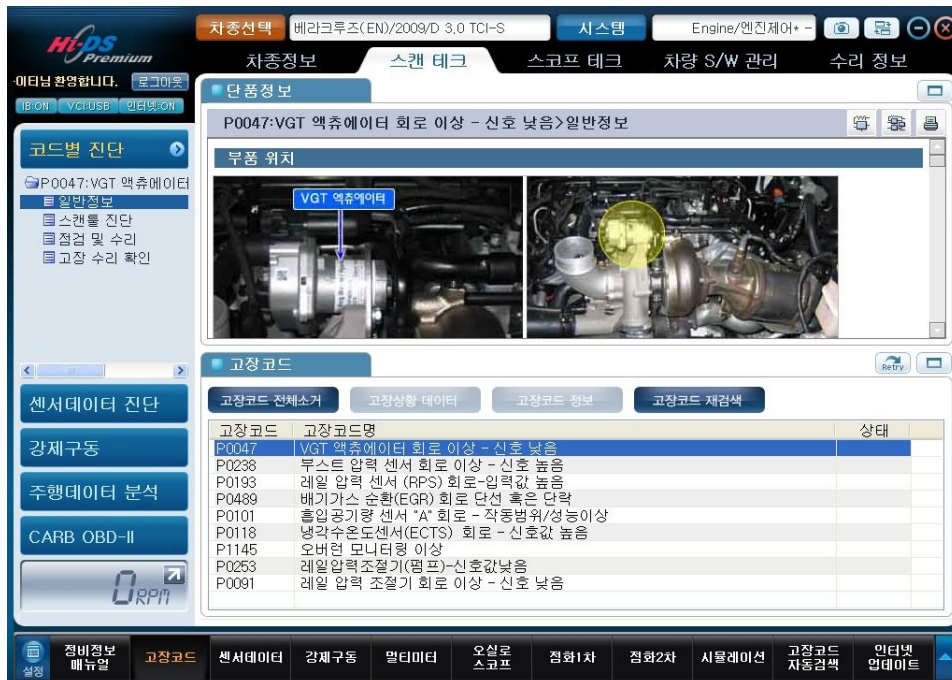 Hi-DS Premium
차종선택 베라크루즈(EN)/2009/D 3.0 TCI-S 시스템 Engine/엔진제어* -
차종정보 스캔 테크 스코프 테크 차량 S/W 관리 수리 정보
이터님 환영합니다. 로그아웃
IB:ON VCI:USB 인터넷:ON
코드별 진단
P0047:VGT 액츄에이터
일반정보
스캔툴 진단
점검 및 수리
고장 수리 확인
센서데이터 진단
강제구동
주행데이터 분석
CARB OBD-II
0 RPM
단품정보
P0047:VGT 액츄에이터 회로 이상 - 신호 낮음>일반정보
부품 위치
VGT 액츄에이터
고장코드
Retry
고장코드 전체소거 고장상황 데이터 고장코드 정보 고장코드 재검색
고장코드 고장코드명 상태
P0047 VGT 액츄에이터 회로 이상 - 신호 낮음
P0238 부스트 압력 센서 회로 이상 - 신호 높음
P0193 레일 압력 센서 (RPS) 회로-입력값 높음
P0489 배기가스 순환(EGR) 회로 단선 혹은 단락
P0101 흡입공기량 센서 "A" 회로 - 작동범위/성능이상
P0118 냉각수온도센서(ECTS) 회로 - 신호값 높음
P1145 오버런 모니터링 이상
P0253 레일압력조절기(펌프)-신호값낮음
P0091 레일 압력 조절기 회로 이상 - 신호 낮음
설정 정비정보 매뉴얼 고장코드 센서데이터 강제구동 멀티미터 오실로 스코프 점화1차 점화2차 시뮬레이션 고장코드 자동검색 인터넷 업데이트